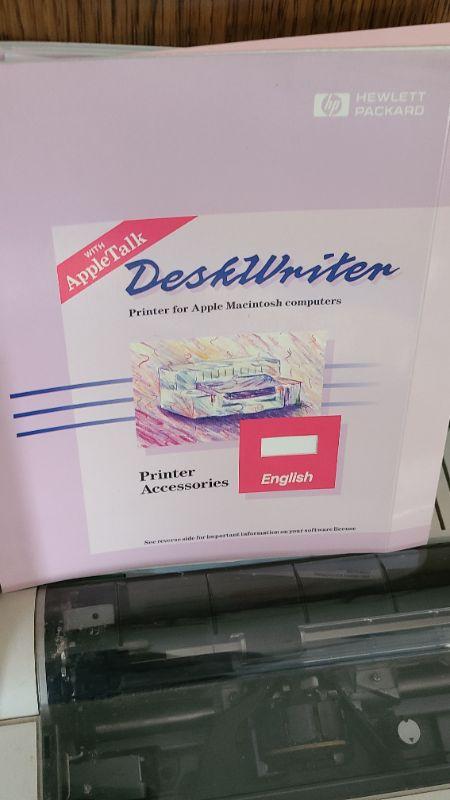 hp HEWLETT
PACKARD
WITH
AppleTalk
DeskWriter
Printer for Apple Macintosh computers
Printer
Accessories
English
See reverse side for important information on your software license